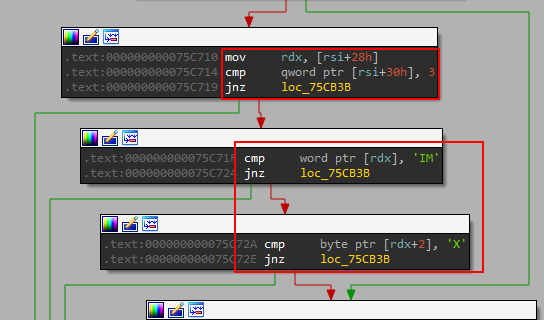 .text:000000000075C710 mov rdx, [rsi+28h]
.text:000000000075C714 cmp qword ptr [rsi+30h], 3
.text:000000000075C719 jnz loc_75CB3B
.text:000000000075C71F cmp word ptr [rdx], 'IM'
.text:000000000075C724 jnz loc_75CB3B
.text:000000000075C72A cmp byte ptr [rdx+2], 'X'
.text:000000000075C72E jnz loc_75CB3B